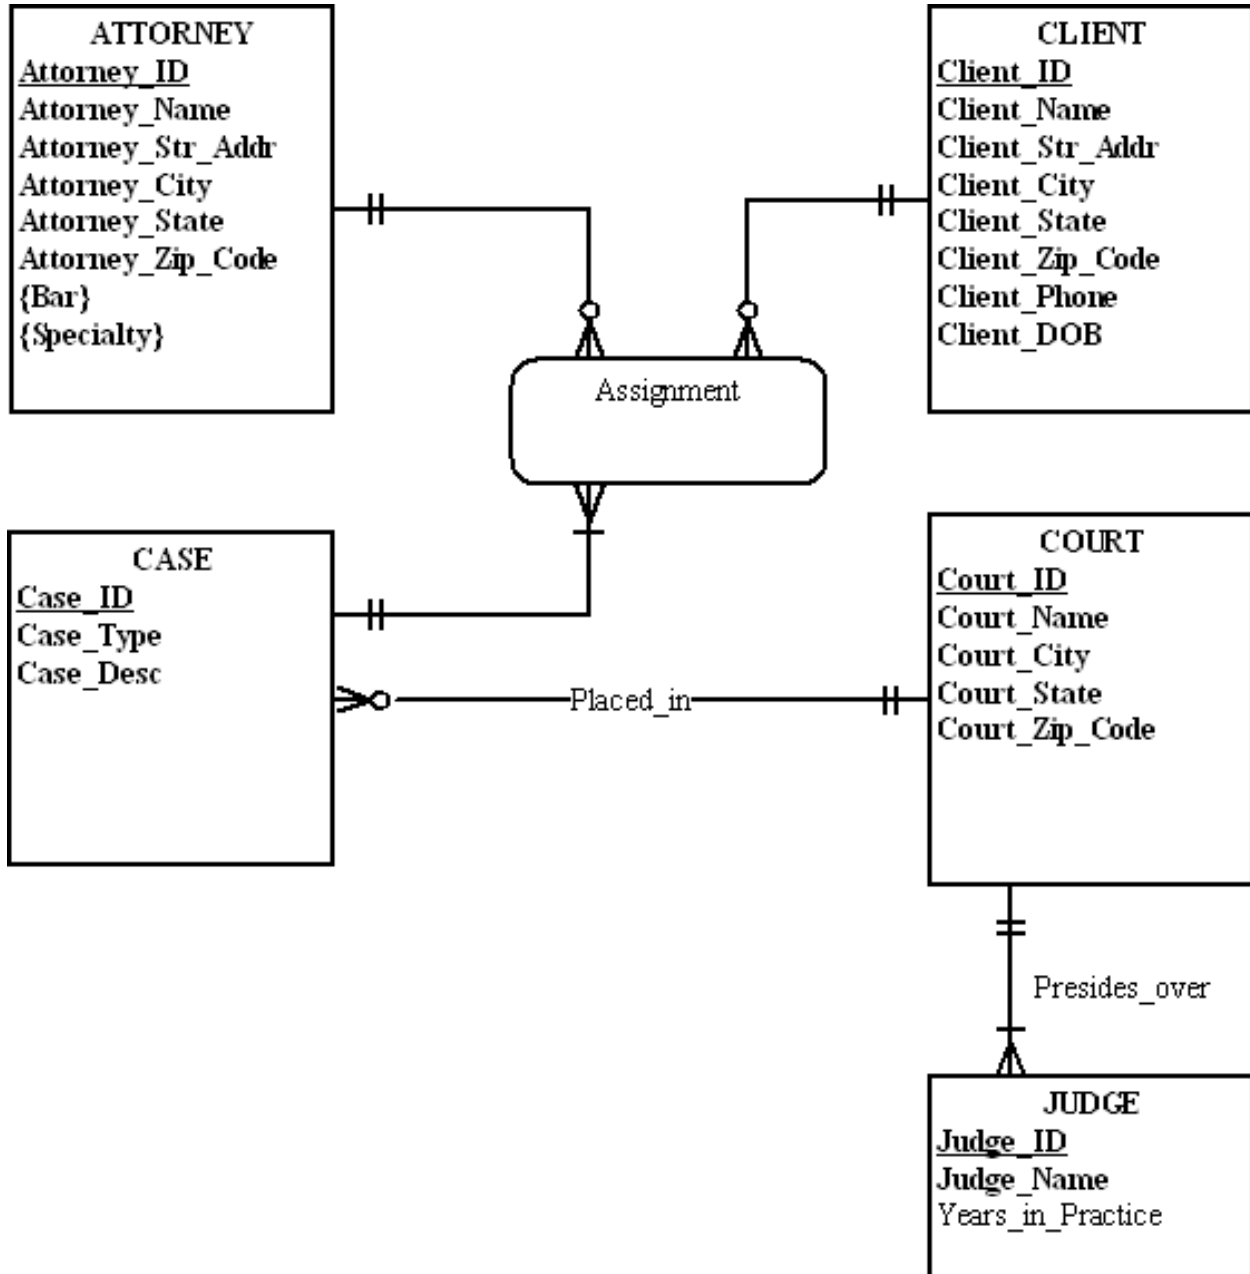 ATTORNEY
Attorney_ID
Attorney_Name
Attorney_Str_Addr
Attorney_City
Attorney_State
Attorney_Zip_Code
{Bar}
{Specialty}
CLIENT
Client_ID
Client_Name
Client_Str_Addr
Client_City
Client_State
Client_Zip_Code
Client_Phone
Client_DOB
Assignment
CASE
Case_ID
Case_Type
Case_Desc
Placed_in
COURT
Court_ID
Court_Name
Court_City
Court_State
Court_Zip_Code
Presides_over
JUDGE
Judge_ID
Judge_Name
Years_in_Practice